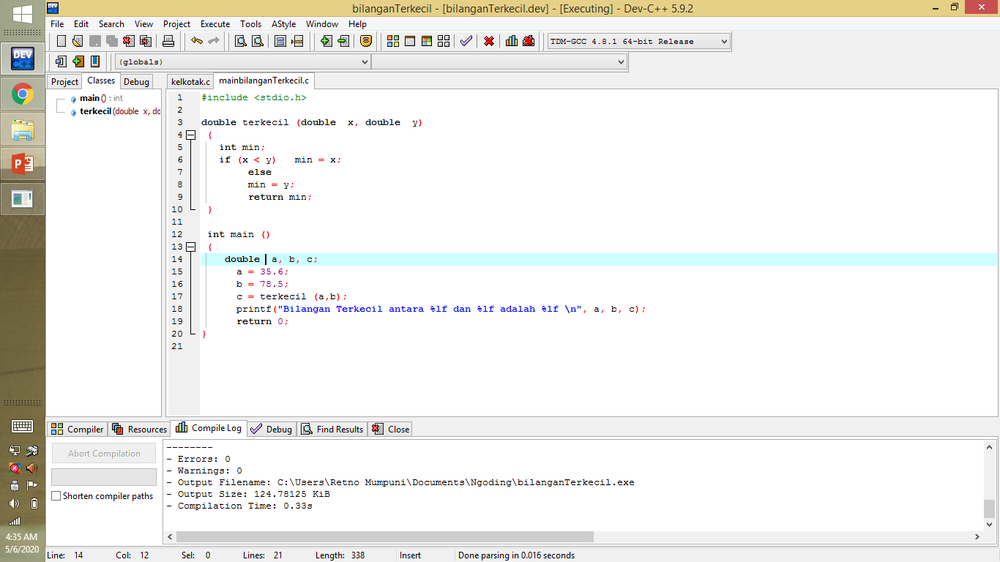 bilanganTerkecil - [bilanganTerkecil.dev] - [Executing] - Dev-C++ 5.9.2
File Edit Search View Project Execute Tools AStyle Window Help
TDM-GCC 4.8.1 64-bit Release
(globals)
Project Classes Debug
main () : int
terkecil (double x, do
kelkotak.c mainbilanganTerkecil.c
1 #include <stdio.h>
2
3 double terkecil (double  x, double  y)
4 {
5 int min;
6 if (x < y)   min = x;
7 else
8 min = y;
9 return min;
10 }
11
12 int main ()
13 {
14 double  a, b, c;
15 a = 35.6;
16 b = 78.5;
17 c = terkecil (a,b);
18 printf("Bilangan Terkecil antara %lf dan %lf adalah %lf \n", a, b, c);
19 return 0;
20 }
21
Compiler Resources Compile Log Debug Find Results Close
Abort Compilation
Shorten compiler paths
--------
- Errors: 0
- Warnings: 0
- Output Filename: C:\Users\Retno Mumpuni\Documents\Ngoding\bilanganTerkecil.exe
- Output Size: 124.78125 KiB
- Compilation Time: 0.33s
Line: 14 Col: 12 Sel: 0 Lines: 21 Length: 338 Insert Done parsing in 0.016 seconds
DEV
C++
4:35 AM
5/6/2020